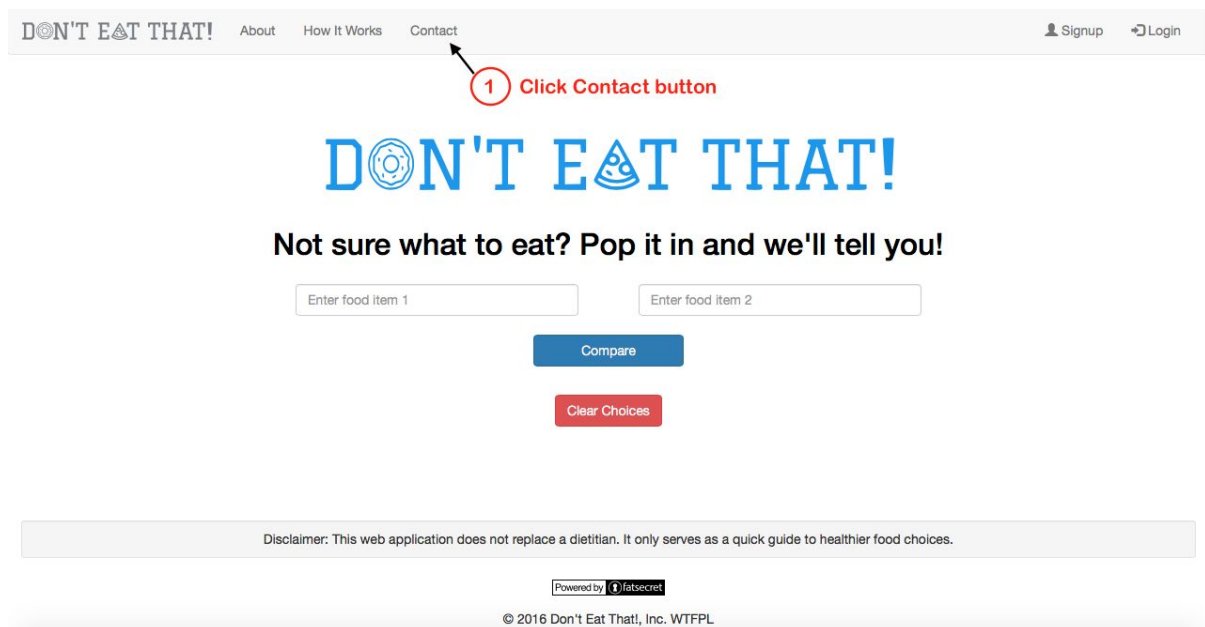 DON'T EAT THAT! About How It Works Contact Signup Login
1 Click Contact button
DON'T EAT THAT!
Not sure what to eat? Pop it in and we'll tell you!
Enter food item 1 Enter food item 2
Compare
Clear Choices
Disclaimer: This web application does not replace a dietitian. It only serves as a quick guide to healthier food choices.
Powered by fatsecret
© 2016 Don't Eat That!, Inc. WTFPL